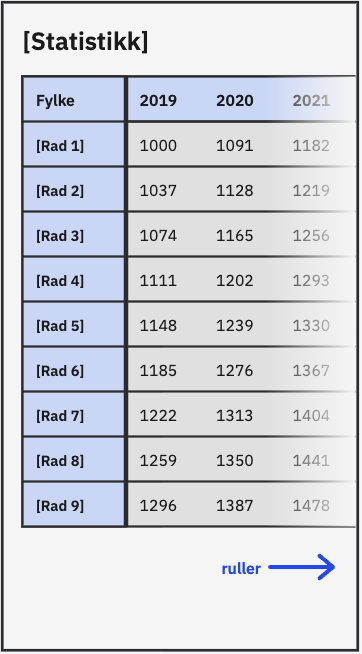 [Statistikk]
Fylke 2019 2020 2021
[Rad 1] 1000 1091 1182
[Rad 2] 1037 1128 1219
[Rad 3] 1074 1165 1256
[Rad 4] 1111 1202 1293
[Rad 5] 1148 1239 1330
[Rad 6] 1185 1276 1367
[Rad 7] 1222 1313 1404
[Rad 8] 1259 1350 1441
[Rad 9] 1296 1387 1478
ruller